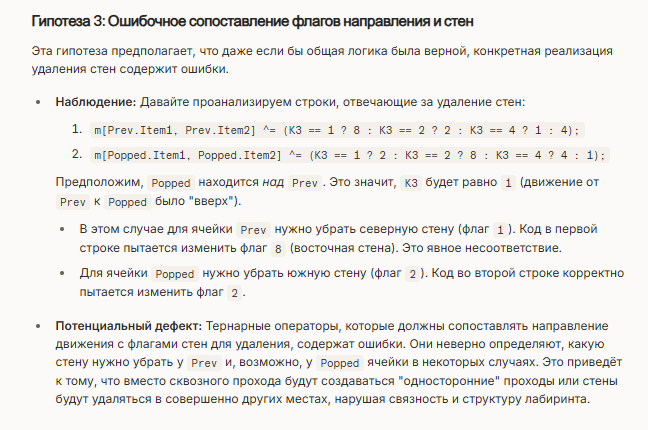 Гипотеза 3: Ошибочное сопоставление флагов направления и стен
Эта гипотеза предполагает, что даже если бы общая логика была верной, конкретная реализация
удаления стен содержит ошибки.
• Наблюдение: Давайте проанализируем строки, отвечающие за удаление стен:
1. m[Prev.Item1, Prev.Item2] ^= (K3 == 1 ? 8 : K3 == 2 ? 2 : K3 == 4 ? 1 : 4);
2. m[Popped.Item1, Popped.Item2] ^= (K3 == 1 ? 2 : K3 == 2 ? 8 : K3 == 4 ? 4 : 1);
Предположим, Popped находится над Prev. Это значит, K3 будет равно 1 (движение от
Prev к Popped было "вверх").
• В этом случае для ячейки Prev нужно убрать северную стену (флаг 1). Код в первой
строке пытается изменить флаг 8 (восточная стена). Это явное несоответствие.
• Для ячейки Popped нужно убрать южную стену (флаг 2). Код во второй строке корректно
пытается изменить флаг 2.
• Потенциальный дефект: Тернарные операторы, которые должны сопоставлять направление
движения с флагами стен для удаления, содержат ошибки. Они неверно определяют, какую
стену нужно убрать у Prev и, возможно, у Popped ячейки в некоторых случаях. Это приведёт
к тому, что вместо сквозного прохода будут создаваться "односторонние" проходы или стены
будут удаляться в совершенно других местах, нарушая связность и структуру лабиринта.